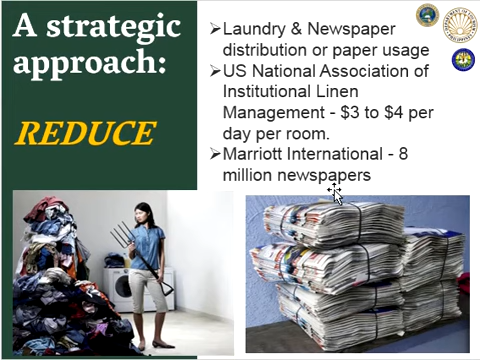 A strategic
approach:
REDUCE
➢Laundry & Newspaper
distribution or paper usage
➢US National Association of
Institutional Linen
Management - $3 to $4 per
day per room.
➢Marriott International - 8
million newspapers